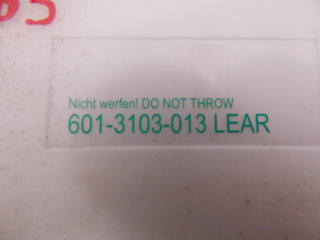 Nicht werfen! DO NOT THROW
601-3103-013 LEAR